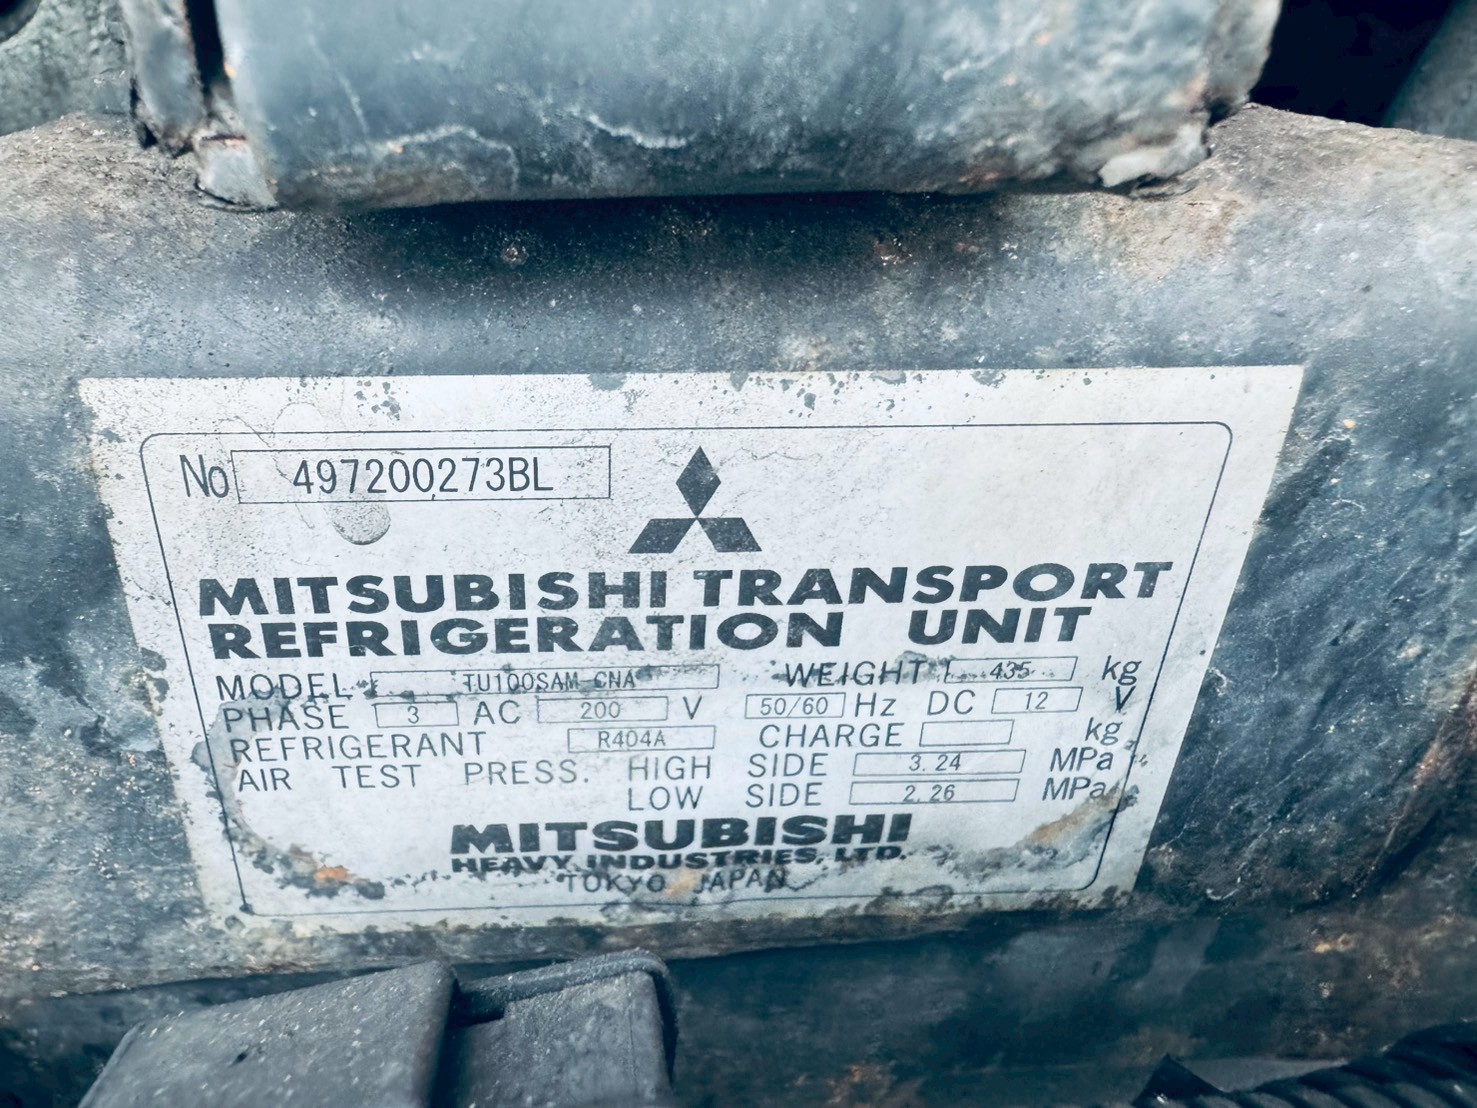 No 497200273BL
MITSUBISHI TRANSPORT
REFRIGERATION UNIT
MODEL TU100SAM-CNA WEIGHT 435 kg
PHASE 3 AC 200 V 50/60 Hz DC 12 V
REFRIGERANT R404A CHARGE kg
AIR TEST PRESS. HIGH SIDE 3.24 MPa
LOW SIDE 2.26 MPa
MITSUBISHI
HEAVY INDUSTRIES, LTD.
TOKYO JAPAN